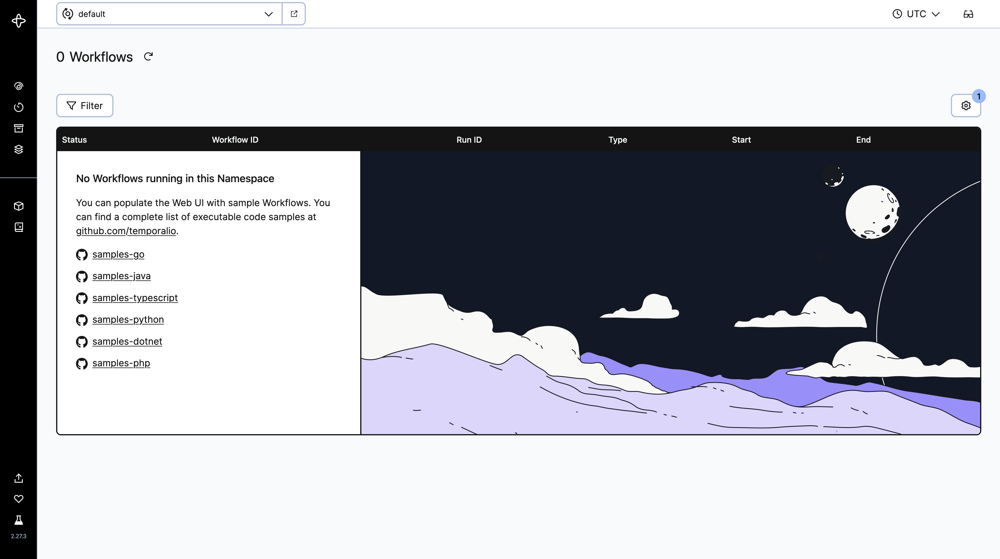 default
UTC
0 Workflows
Filter
1
Status Workflow ID Run ID Type Start End
No Workflows running in this Namespace
You can populate the Web UI with sample Workflows. You
can find a complete list of executable code samples at
github.com/temporalio.
samples-go
samples-java
samples-typescript
samples-python
samples-dotnet
samples-php
2.27.3